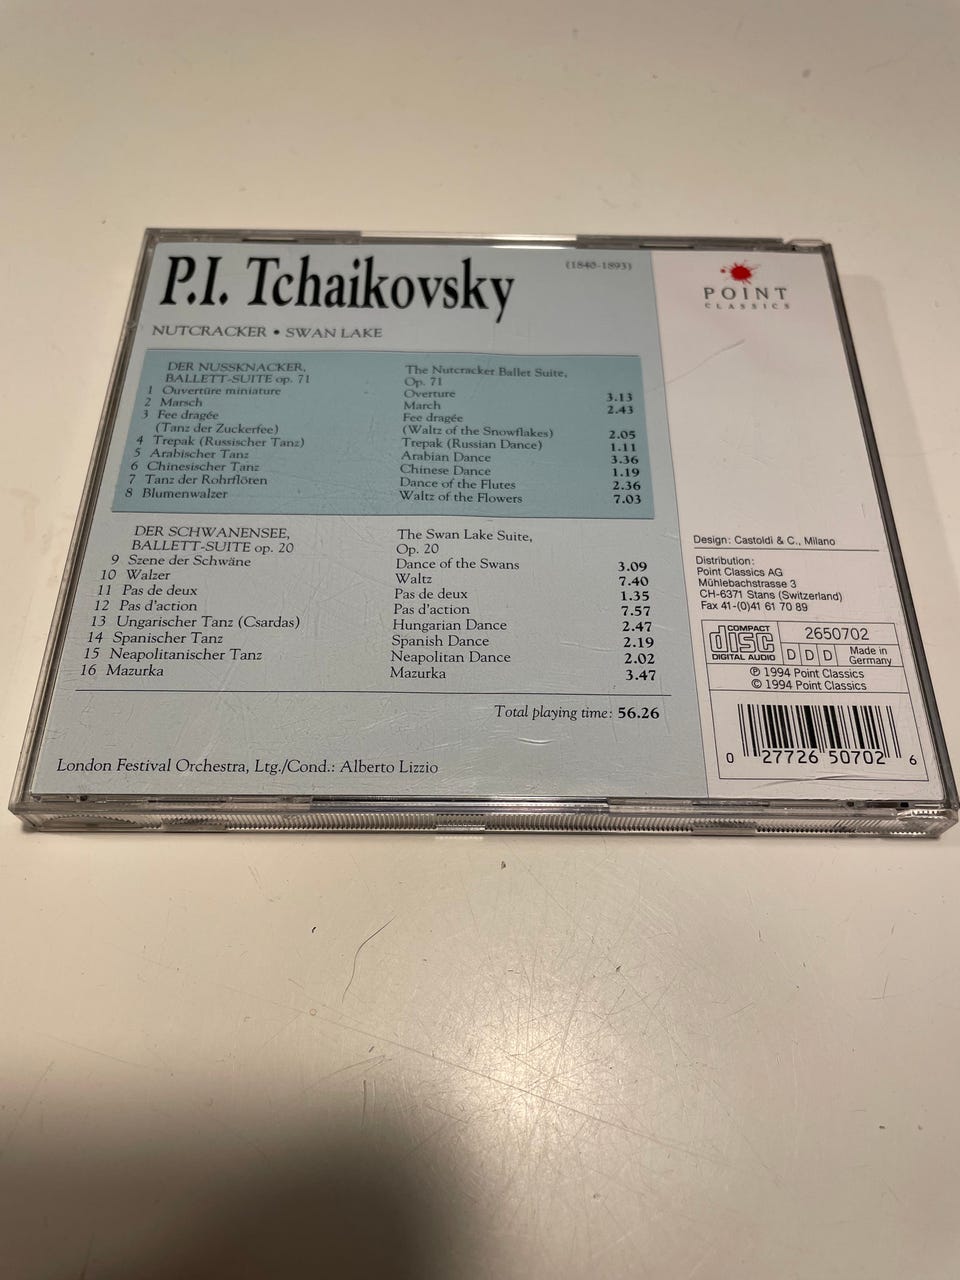 P.I. Tchaikovsky (1840-1893)
NUTCRACKER • SWAN LAKE
DER NUSSKNACKER, The Nutcracker Ballet Suite,
BALLETT-SUITE op. 71 Op. 71
1 Ouvertüre miniature Overture 3.13
2 Marsch March 2.43
3 Fee dragée Fee dragée
(Tanz der Zuckerfee) (Waltz of the Snowflakes) 2.05
4 Trepak (Russischer Tanz) Trepak (Russian Dance) 1.11
5 Arabischer Tanz Arabian Dance 3.36
6 Chinesischer Tanz Chinese Dance 1.19
7 Tanz der Rohrflöten Dance of the Flutes 2.36
8 Blumenwalzer Waltz of the Flowers 7.03
DER SCHWANENSEE, The Swan Lake Suite,
BALLETT-SUITE op. 20 Op. 20
9 Szene der Schwäne Dance of the Swans 3.09
10 Walzer Waltz 7.40
11 Pas de deux Pas de deux 1.35
12 Pas d'action Pas d'action 7.57
13 Ungarischer Tanz (Csardas) Hungarian Dance 2.47
14 Spanischer Tanz Spanish Dance 2.19
15 Neapolitanischer Tanz Neapolitan Dance 2.02
16 Mazurka Mazurka 3.47
Total playing time: 56.26
London Festival Orchestra, Ltg./Cond.: Alberto Lizzio
POINT
CLASSICS
Design: Castoldi & C., Milano
Distribution:
Point Classics AG
Mühlebachstrasse 3
CH-6371 Stans (Switzerland)
Fax 41-(0)41 61 70 89
COMPACT
disc
DIGITAL AUDIO
2650702
DDD
Made in
Germany
℗ 1994 Point Classics
© 1994 Point Classics
0 27726 50702 6